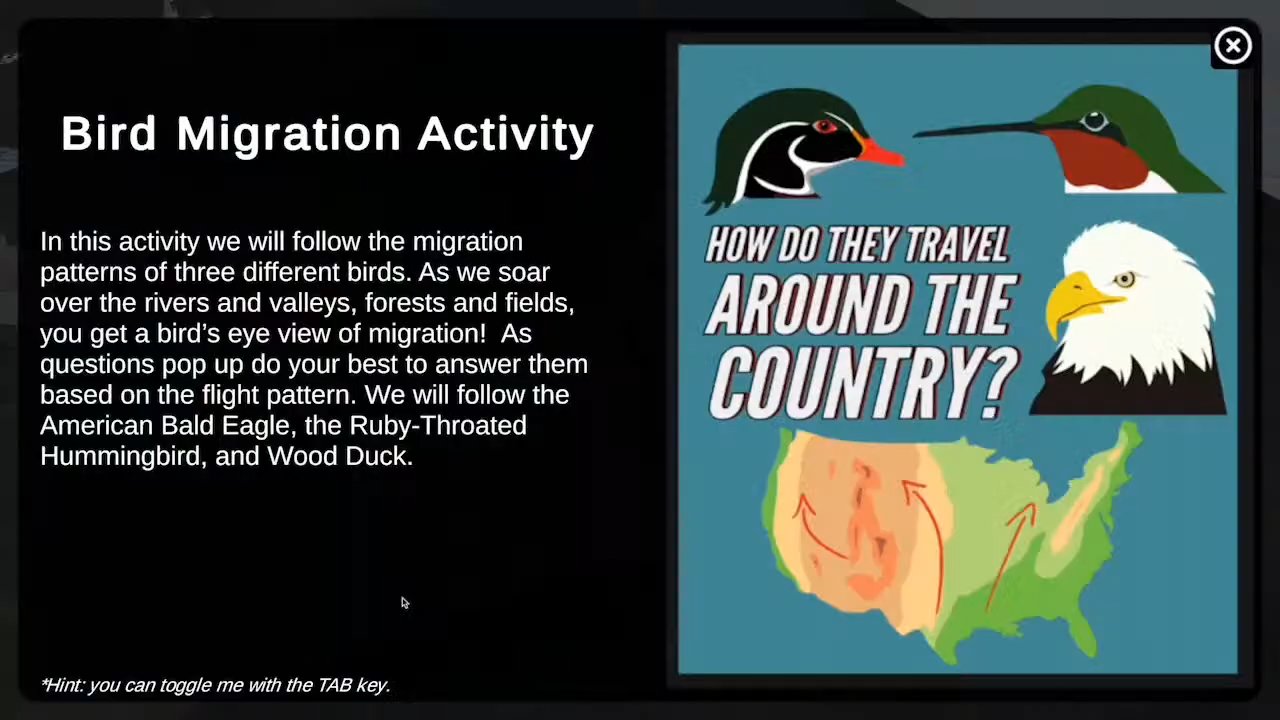 Bird Migration Activity
In this activity we will follow the migration
patterns of three different birds. As we soar
over the rivers and valleys, forests and fields,
you get a bird’s eye view of migration!  As
questions pop up do your best to answer them
based on the flight pattern. We will follow the
American Bald Eagle, the Ruby-Throated
Hummingbird, and Wood Duck.
*Hint: you can toggle me with the TAB key.
HOW DO THEY TRAVEL
AROUND THE
COUNTRY?